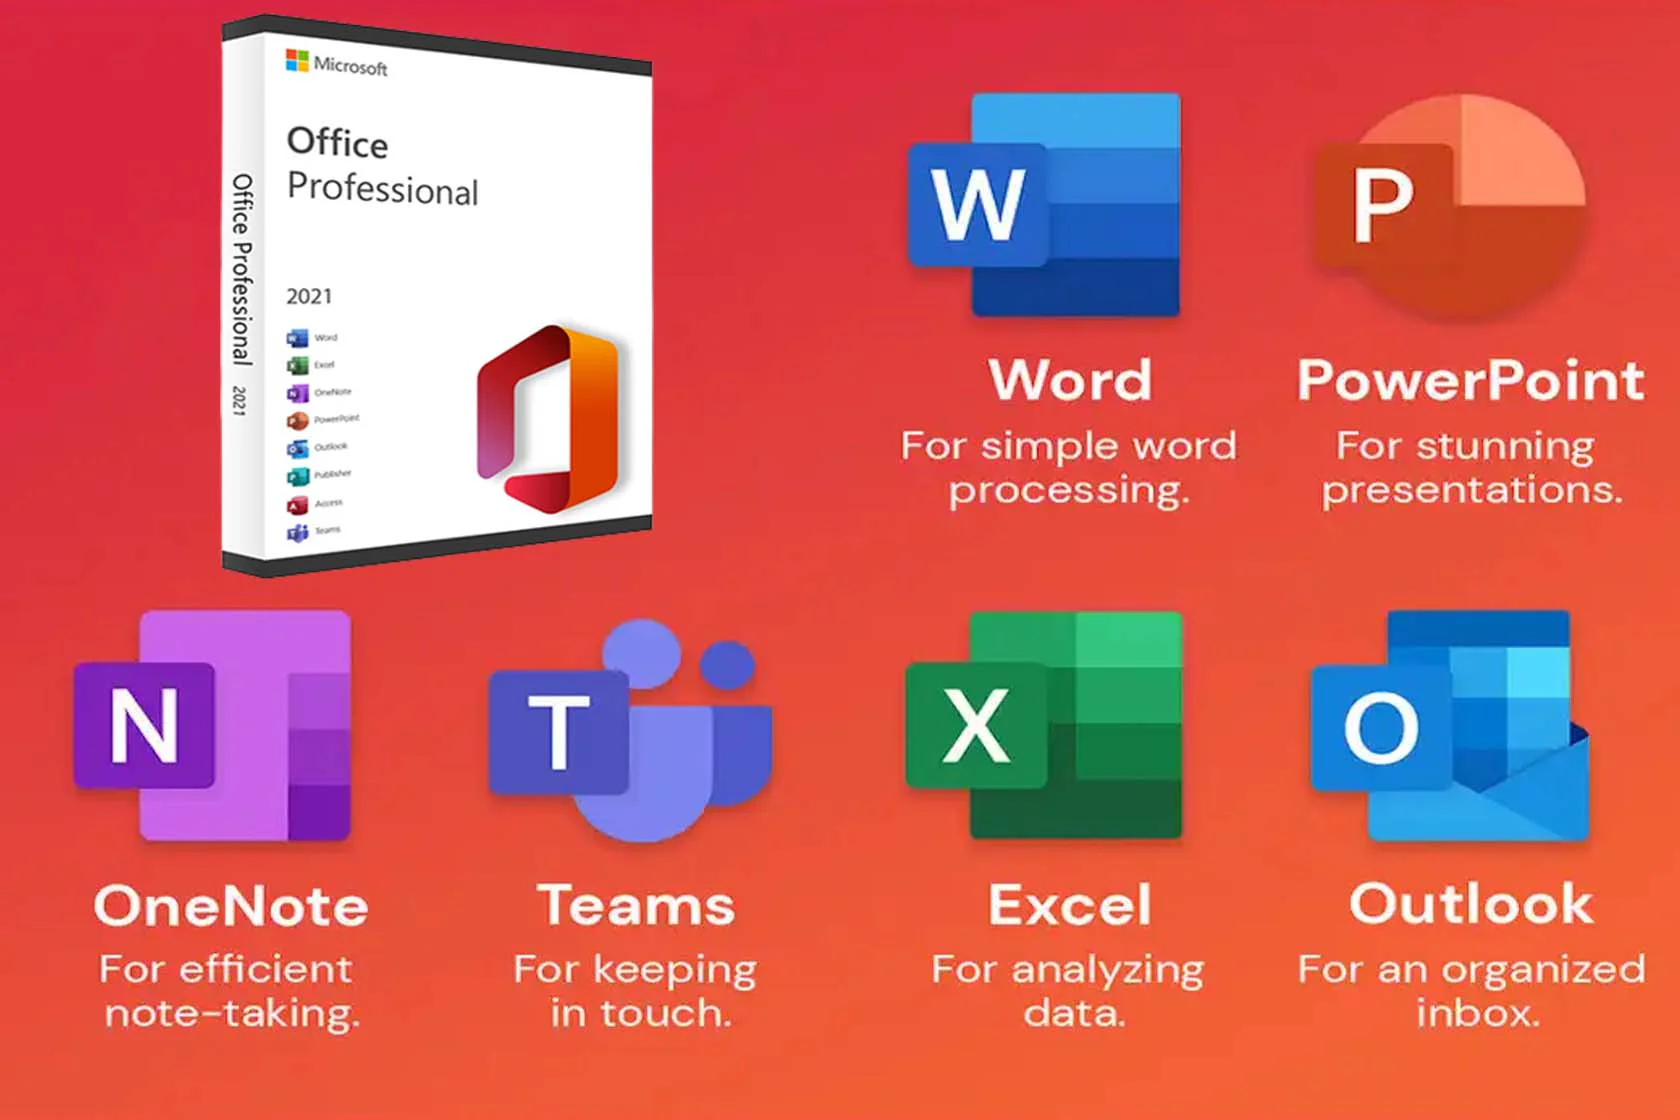 Microsoft
Office
Professional
2021
Word
Excel
OneNote
PowerPoint
Outlook
Publisher
Access
Teams
Office Professional 2021
W
Word
For simple word
processing.
P
PowerPoint
For stunning
presentations.
N
OneNote
For efficient
note-taking.
T
Teams
For keeping
in touch.
X
Excel
For analyzing
data.
O
Outlook
For an organized
inbox.